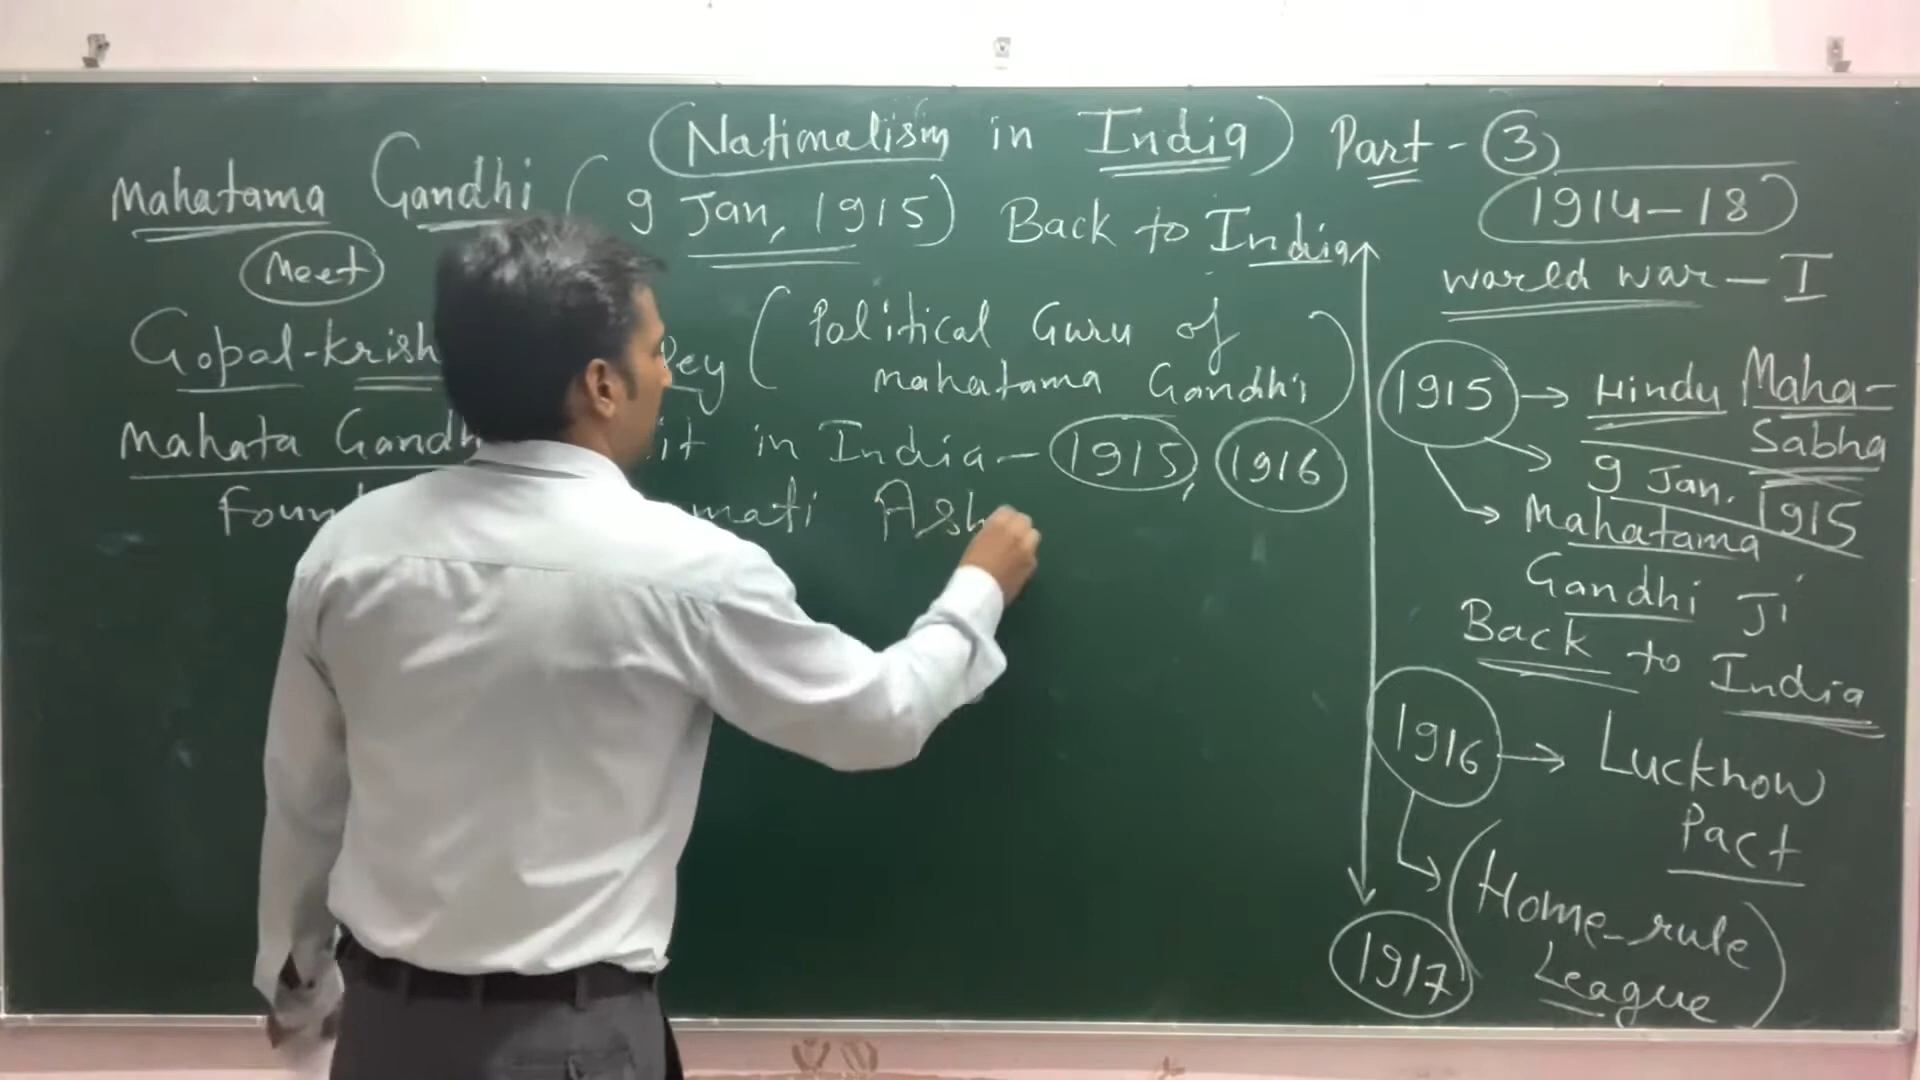 (Nationalism in India) Part - 3
Mahatama Gandhi (9 Jan, 1915) Back to India
Meet
Gopal-krish ey (Political Guru of
mahatama Gandhi)
Mahata Gandh it in India - 1915, 1916
foun mati Ash
1914-18
world war - I
1915 → Hindu Maha-
Sabha
→ 9 Jan. 1915
→ Mahatama
Gandhi Ji
Back to India
1916 → Lucknow
Pact
→ (Home-rule
League)
1917